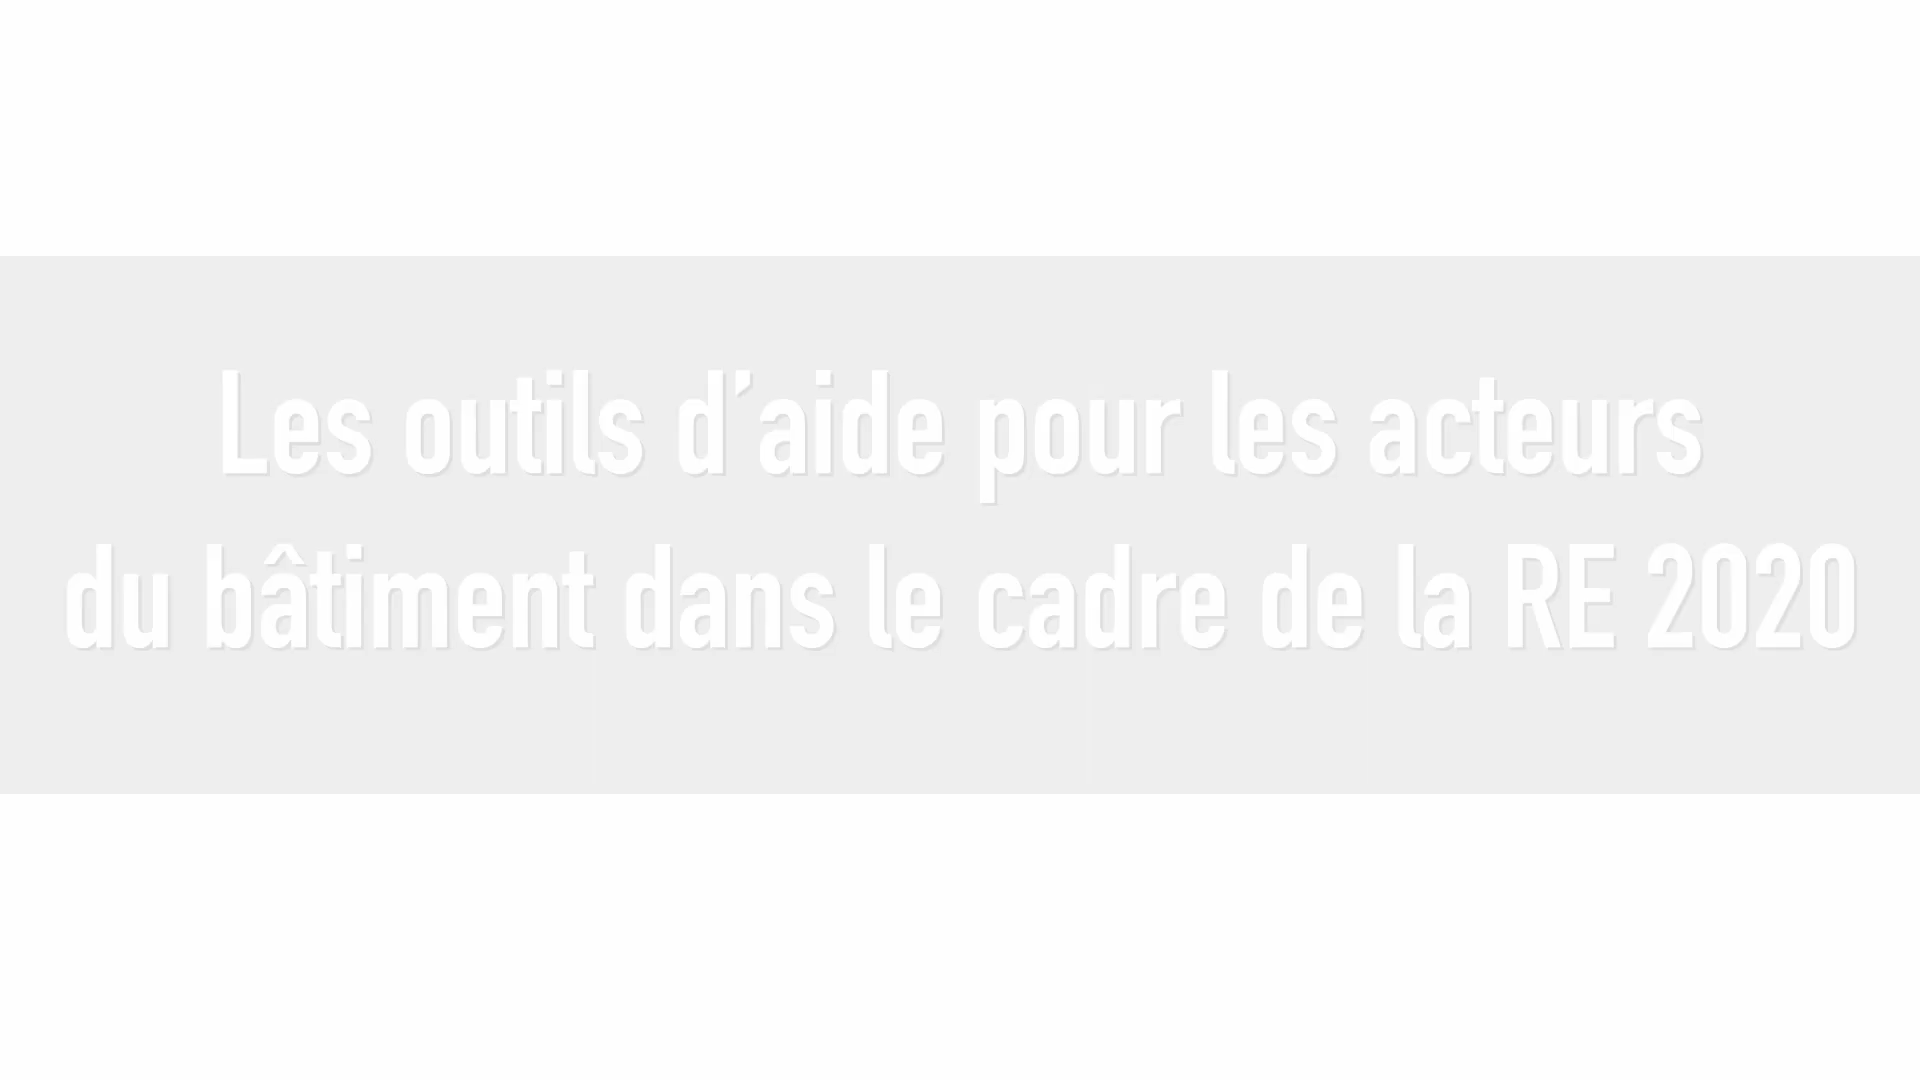 Les outils d’aide pour les acteurs
du bâtiment dans le cadre de la RE 2020